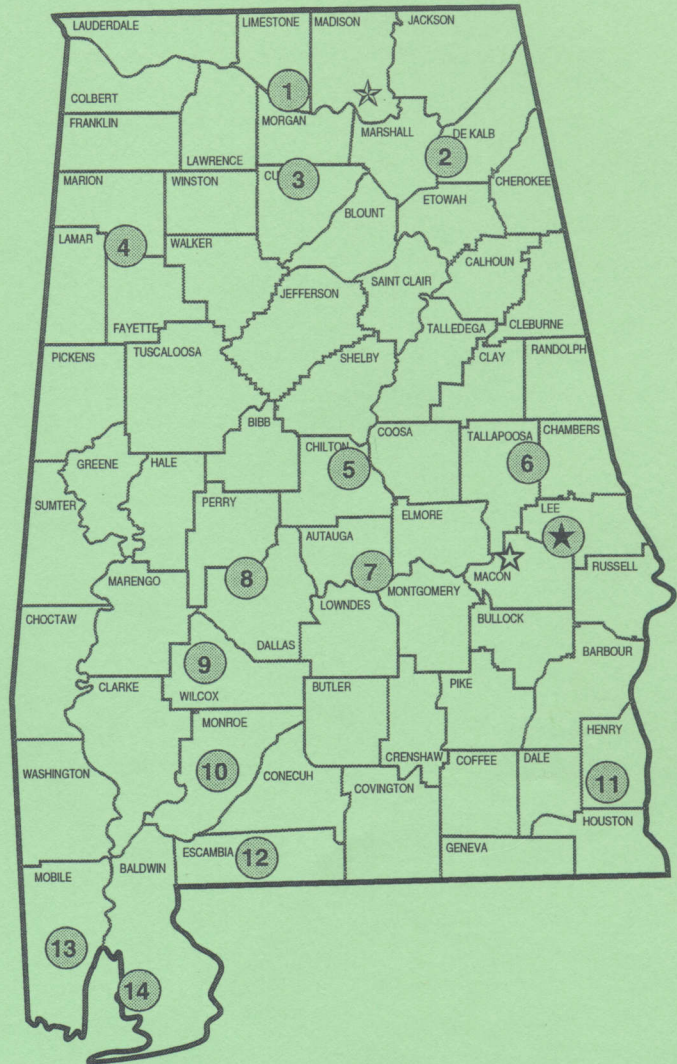 LAUDERDALE
LIMESTONE
MADISON
JACKSON
COLBERT
1
MORGAN
FRANKLIN
LAWRENCE
MARSHALL
DE KALB
2
MARION
WINSTON
CU
3
CHEROKEE
ETOWAH
BLOUNT
LAMAR
4
WALKER
CALHOUN
SAINT CLAIR
JEFFERSON
FAYETTE
TALLEDEGA
CLEBURNE
PICKENS
TUSCALOOSA
SHELBY
CLAY
RANDOLPH
BIBB
COOSA
TALLAPOOSA
CHAMBERS
CHILTON
5
6
GREENE
HALE
SUMTER
PERRY
ELMORE
LEE
AUTAUGA
7
MACON
RUSSELL
8
MARENGO
LOWNDES
MONTGOMERY
BULLOCK
CHOCTAW
DALLAS
BARBOUR
9
CLARKE
WILCOX
BUTLER
PIKE
MONROE
HENRY
10
CONECUH
CRENSHAW
COFFEE
DALE
WASHINGTON
COVINGTON
11
HOUSTON
ESCAMBIA
12
GENEVA
MOBILE
BALDWIN
13
14